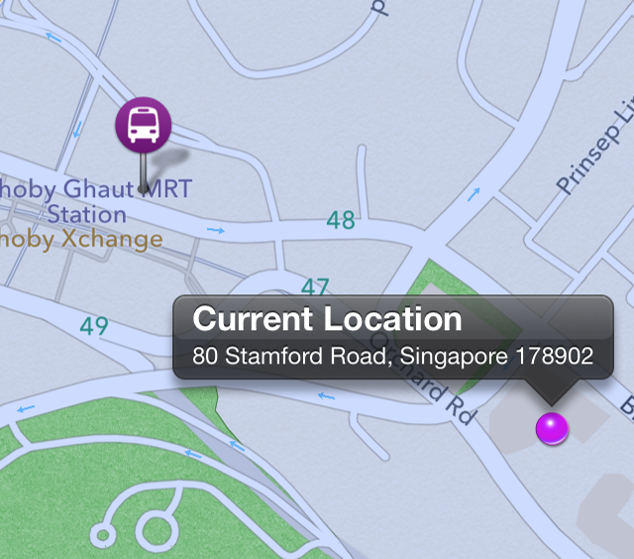 hoby Ghaut MRT
Station
hoby Xchange
48
Prinsep Lin
47
49
Current Location
80 Stamford Road, Singapore 178902
Orchard Rd